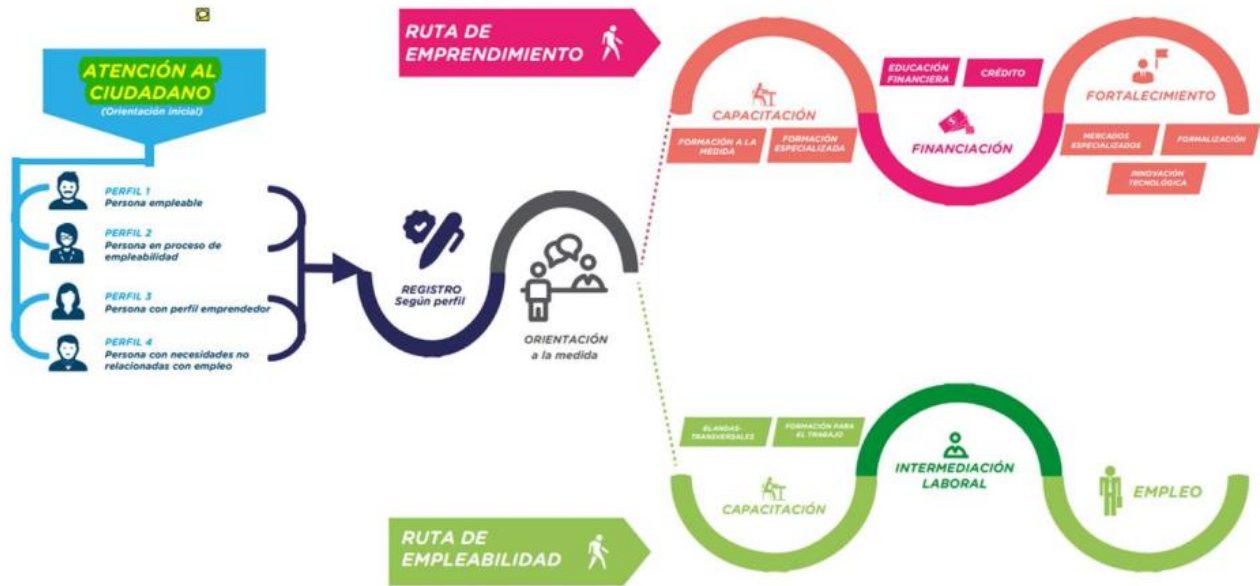 ATENCIÓN AL
CIUDADANO
(Orientación inicial)
PERFIL 1
Persona empleable
PERFIL 2
Persona en proceso de
empleabilidad
PERFIL 3
Persona con perfil emprendedor
PERFIL 4
Persona con necesidades no
relacionadas con empleo
REGISTRO
Según perfil
ORIENTACIÓN
a la medida
RUTA DE
EMPRENDIMIENTO
CAPACITACIÓN
FORMACIÓN A LA
MEDIDA
FORMACIÓN
ESPECIALIZADA
EDUCACIÓN
FINANCIERA
CRÉDITO
FINANCIACIÓN
FORTALECIMIENTO
MERCADOS
ESPECIALIZADOS
FORMALIZACIÓN
INNOVACIÓN
TECNOLÓGICA
RUTA DE
EMPLEABILIDAD
BLANDAS-
TRANSVERSALES
FORMACIÓN PARA
EL TRABAJO
CAPACITACIÓN
INTERMEDIACIÓN
LABORAL
EMPLEO